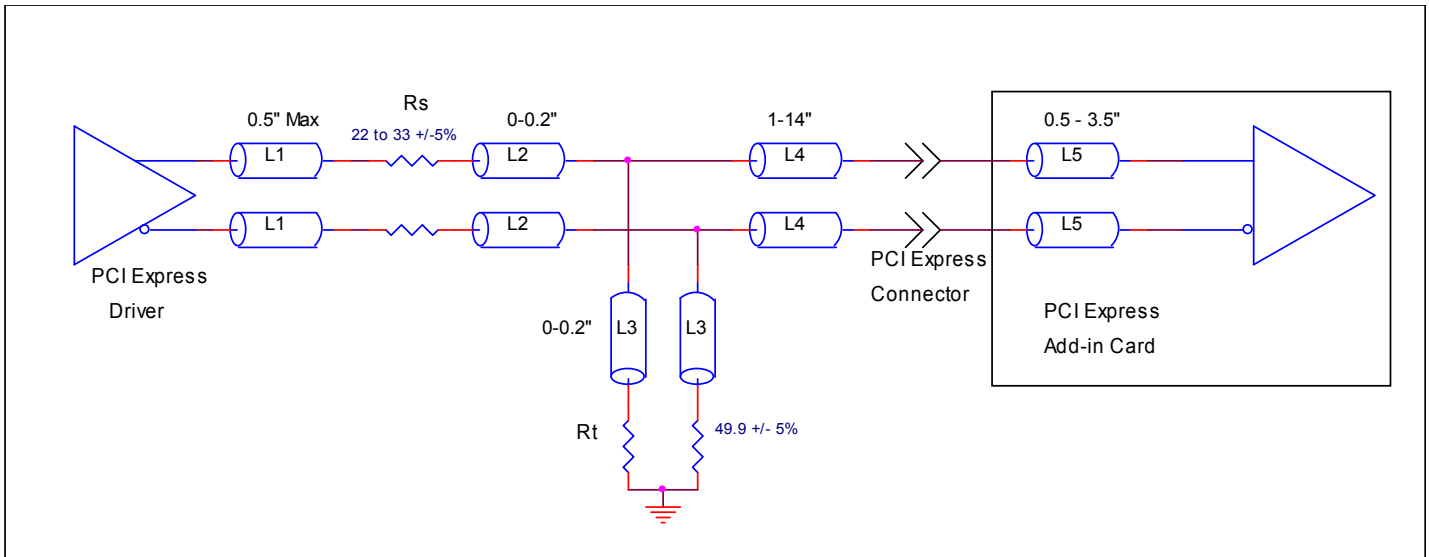 Rs
0.5" Max
22 to 33 +/-5%
0-0.2"
1-14"
0.5 - 3.5"
L1
L2
L4
L5
L1
L2
L4
L5
PCI Express
Driver
PCI Express
Connector
0-0.2"
L3
L3
PCI Express
Add-in Card
Rt
49.9 +/- 5%